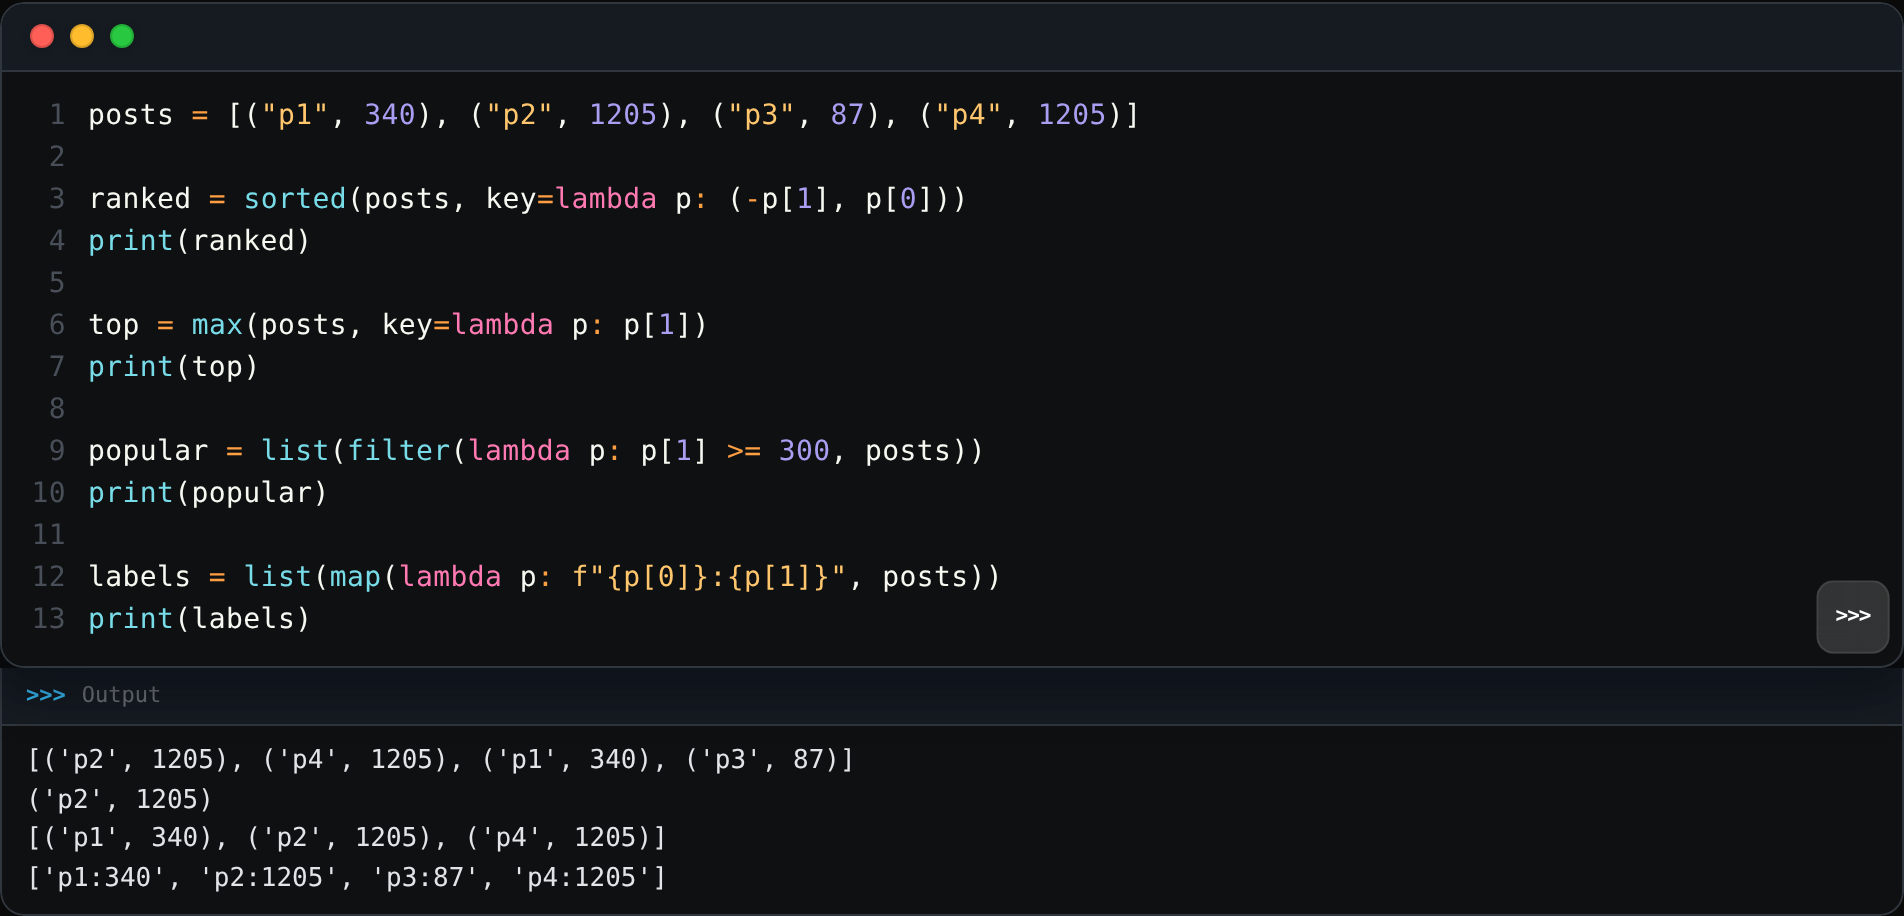 1 posts = [("p1", 340), ("p2", 1205), ("p3", 87), ("p4", 1205)]
2
3 ranked = sorted(posts, key=lambda p: (-p[1], p[0]))
4 print(ranked)
5
6 top = max(posts, key=lambda p: p[1])
7 print(top)
8
9 popular = list(filter(lambda p: p[1] >= 300, posts))
10 print(popular)
11
12 labels = list(map(lambda p: f"{p[0]}:{p[1]}", posts))
13 print(labels)
>>>
>>> Output
[('p2', 1205), ('p4', 1205), ('p1', 340), ('p3', 87)]
('p2', 1205)
[('p1', 340), ('p2', 1205), ('p4', 1205)]
['p1:340', 'p2:1205', 'p3:87', 'p4:1205']